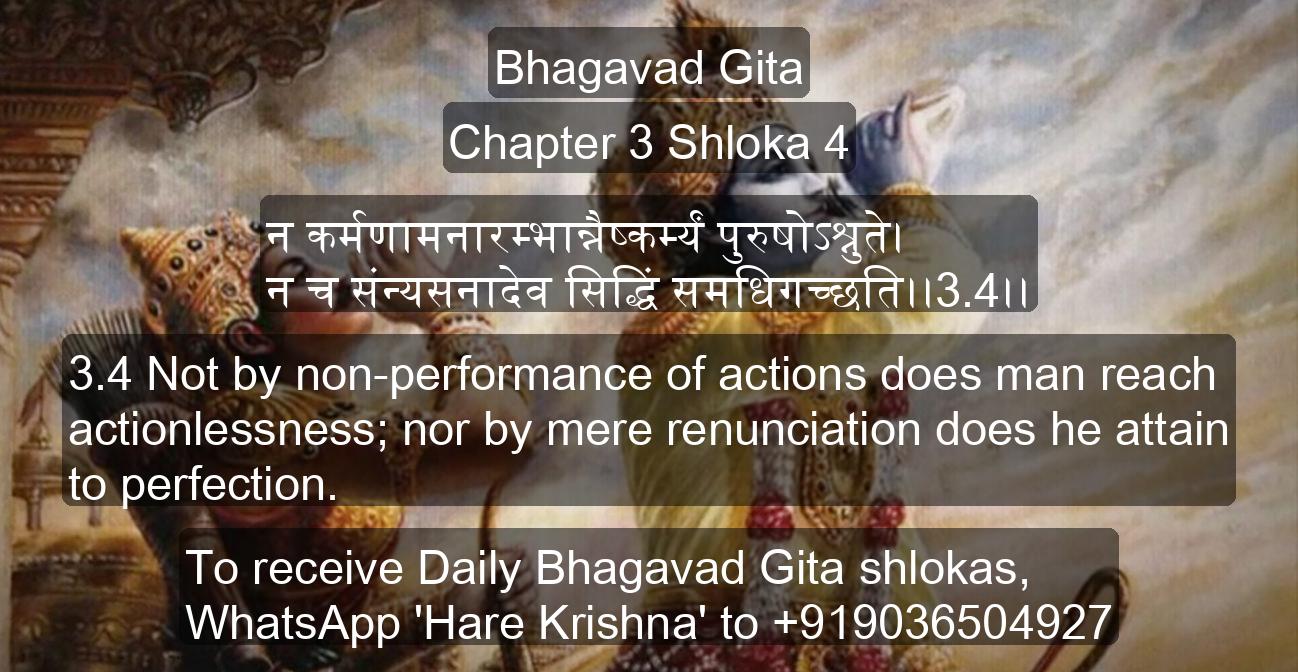 Bhagavad Gita
Chapter 3 Shloka 4
न कर्मणामनारम्भान्नैष्कर्म्यं पुरुषोऽश्नुते।
न च संन्यसनादेव सिद्धिं समधिगच्छति।।3.4।।
3.4 Not by non-performance of actions does man reach
actionlessness; nor by mere renunciation does he attain
to perfection.
To receive Daily Bhagavad Gita shlokas,
WhatsApp 'Hare Krishna' to +919036504927